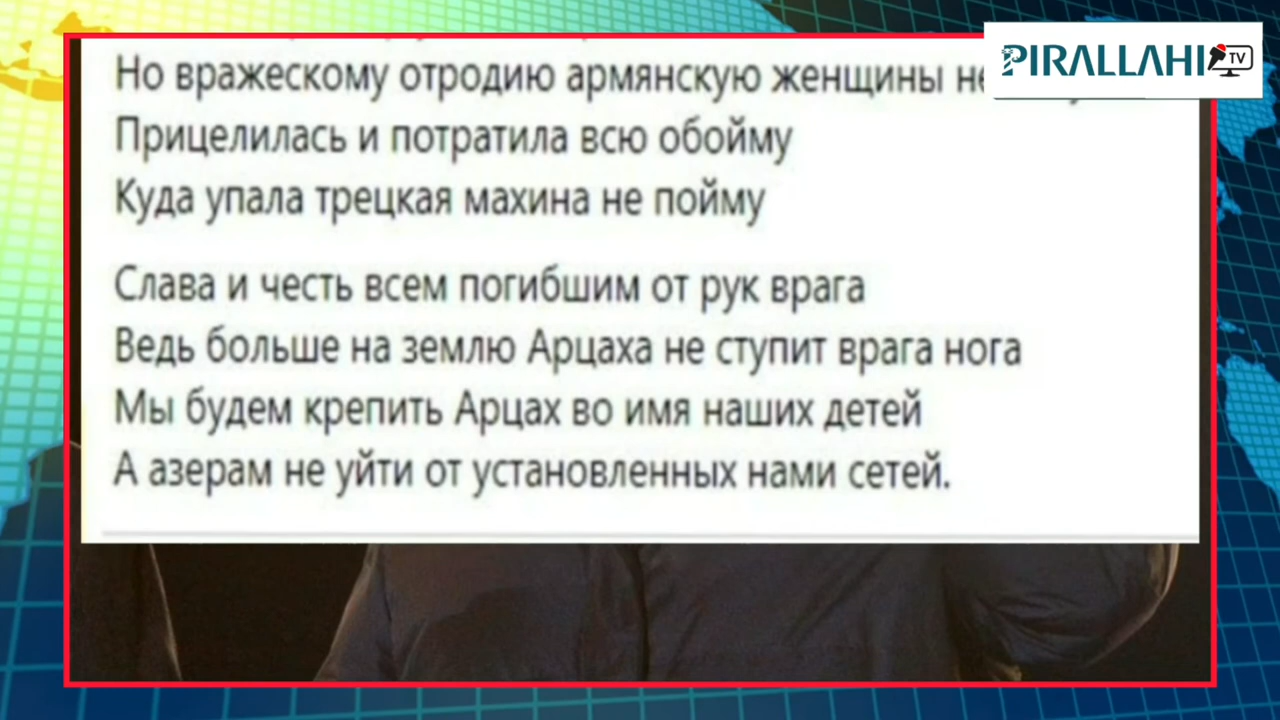 PIRALLAHI TV
Но вражескому отродию армянскую женщины
Прицелилась и потратила всю обойму
Куда упала трецкая махина не пойму
Слава и честь всем погибшим от рук врага
Ведь больше на землю Арцаха не ступит врага нога
Мы будем крепить Арцах во имя наших детей
А азерам не уйти от установленных нами сетей.